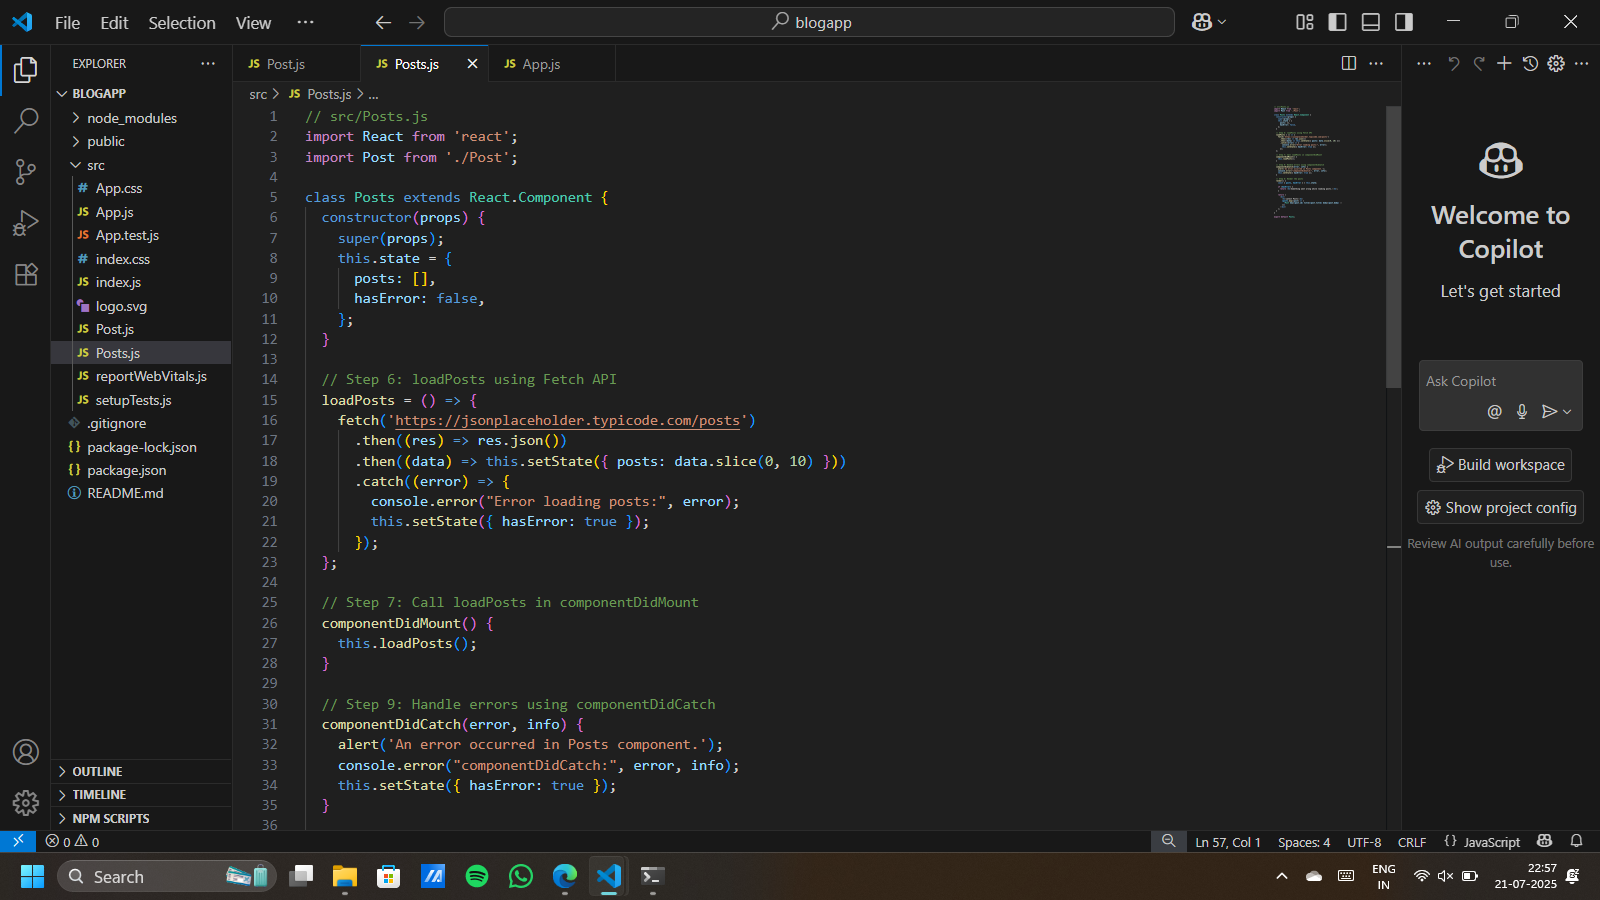 File Edit Selection View ··· blogapp
EXPLORER ···
BLOGAPP
node_modules
public
src
# App.css
JS App.js
JS App.test.js
# index.css
JS index.js
logo.svg
JS Post.js
JS Posts.js
JS reportWebVitals.js
JS setupTests.js
.gitignore
{} package-lock.json
{} package.json
README.md
OUTLINE
TIMELINE
NPM SCRIPTS
JS Post.js
JS Posts.js
JS App.js
src > JS Posts.js > ...
1 // src/Posts.js
2 import React from 'react';
3 import Post from './Post';
4
5 class Posts extends React.Component {
6 constructor(props) {
7 super(props);
8 this.state = {
9 posts: [],
10 hasError: false,
11 };
12 }
13
14 // Step 6: loadPosts using Fetch API
15 loadPosts = () => {
16 fetch('https://jsonplaceholder.typicode.com/posts')
17 .then((res) => res.json())
18 .then((data) => this.setState({ posts: data.slice(0, 10) }))
19 .catch((error) => {
20 console.error("Error loading posts:", error);
21 this.setState({ hasError: true });
22 });
23 };
24
25 // Step 7: Call loadPosts in componentDidMount
26 componentDidMount() {
27 this.loadPosts();
28 }
29
30 // Step 9: Handle errors using componentDidCatch
31 componentDidCatch(error, info) {
32 alert('An error occurred in Posts component.');
33 console.error("componentDidCatch:", error, info);
34 this.setState({ hasError: true });
35 }
36
Welcome to
Copilot
Let's get started
Ask Copilot
@
Build workspace
Show project config
Review AI output carefully before
use.
0 0
Ln 57, Col 1 Spaces: 4 UTF-8 CRLF {} JavaScript
Search
ENG
IN
22:57
21-07-2025